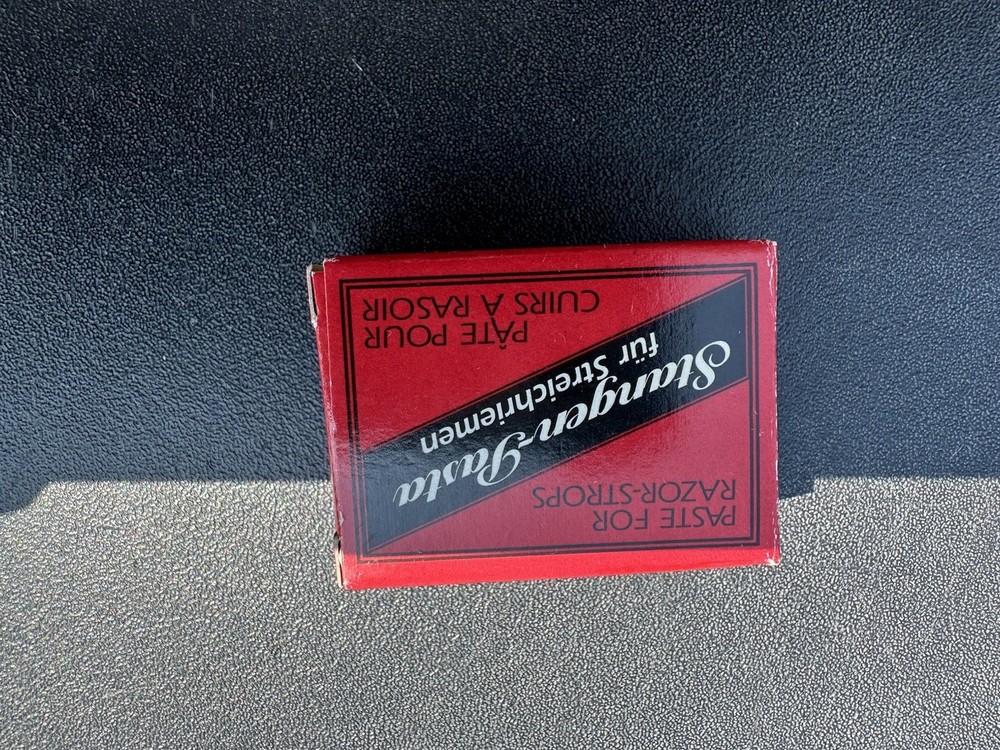 PASTE FOR
RAZOR-STROPS
Stangen-Pasta
für Streichriemen
PÂTE POUR
CUIRS A RASOIR